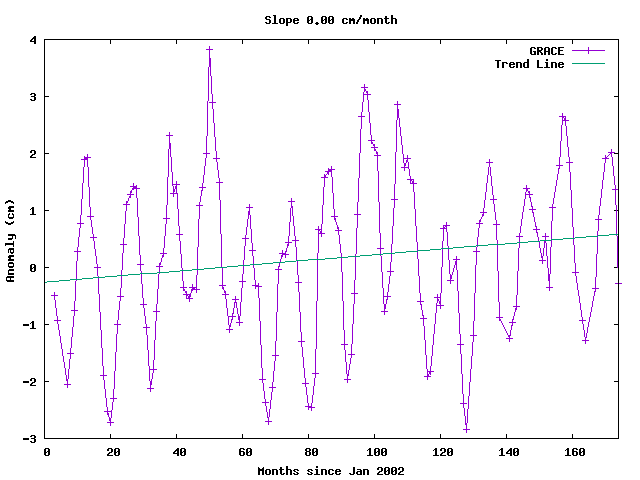 Slope 0.00 cm/month
GRACE
Trend Line
4
3
2
1
0
-1
-2
-3
Anomaly (cm)
0 20 40 60 80 100 120 140 160
Months since Jan 2002